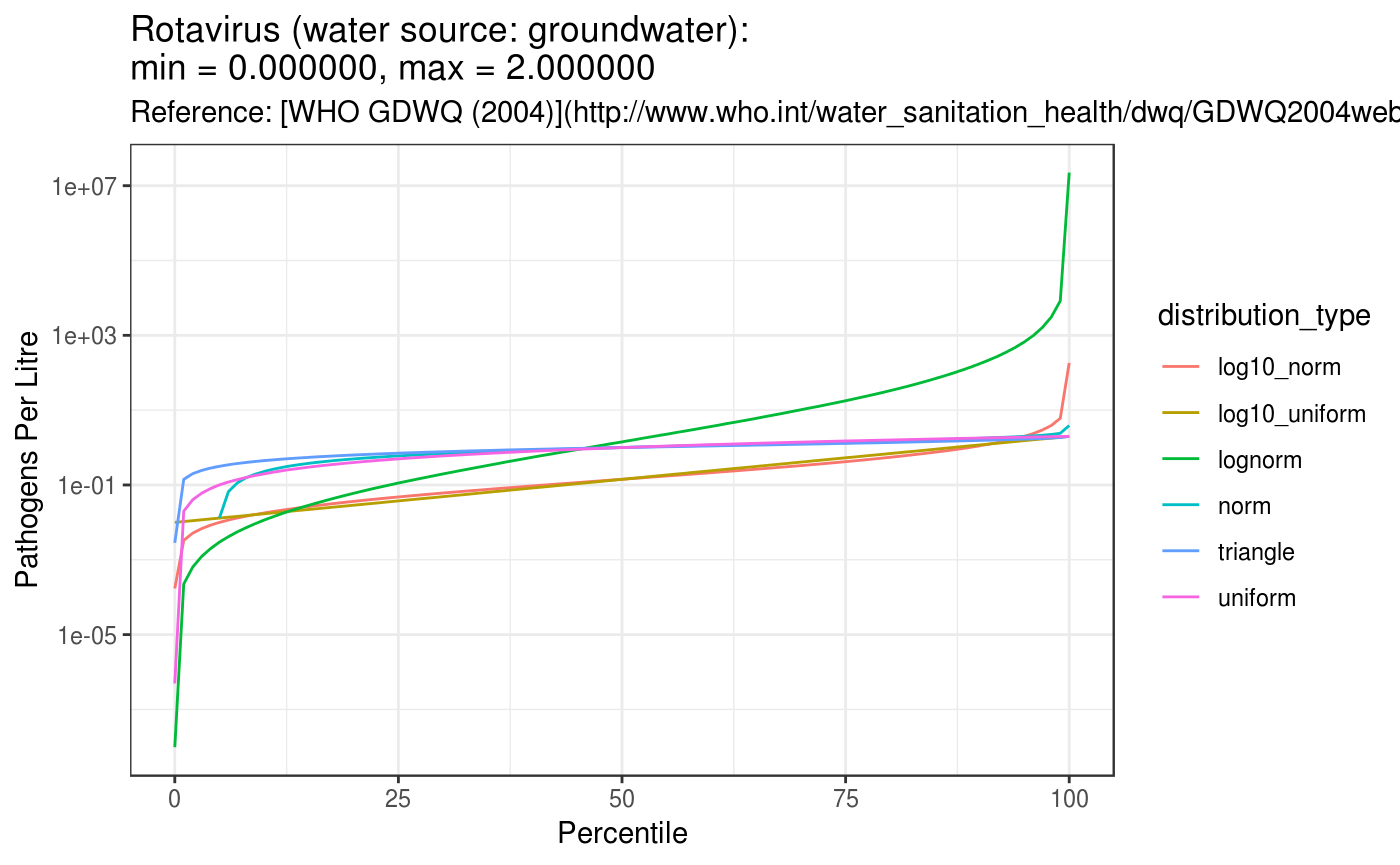 Rotavirus (water source: groundwater):
min = 0.000000, max = 2.000000
Reference: [WHO GDWQ (2004)](http://www.who.int/water_sanitation_health/dwq/GDWQ2004web
Pathogens Per Litre
1e+07
1e+03
1e-01
1e-05
0 25 50 75 100
Percentile
distribution_type
log10_norm
log10_uniform
lognorm
norm
triangle
uniform